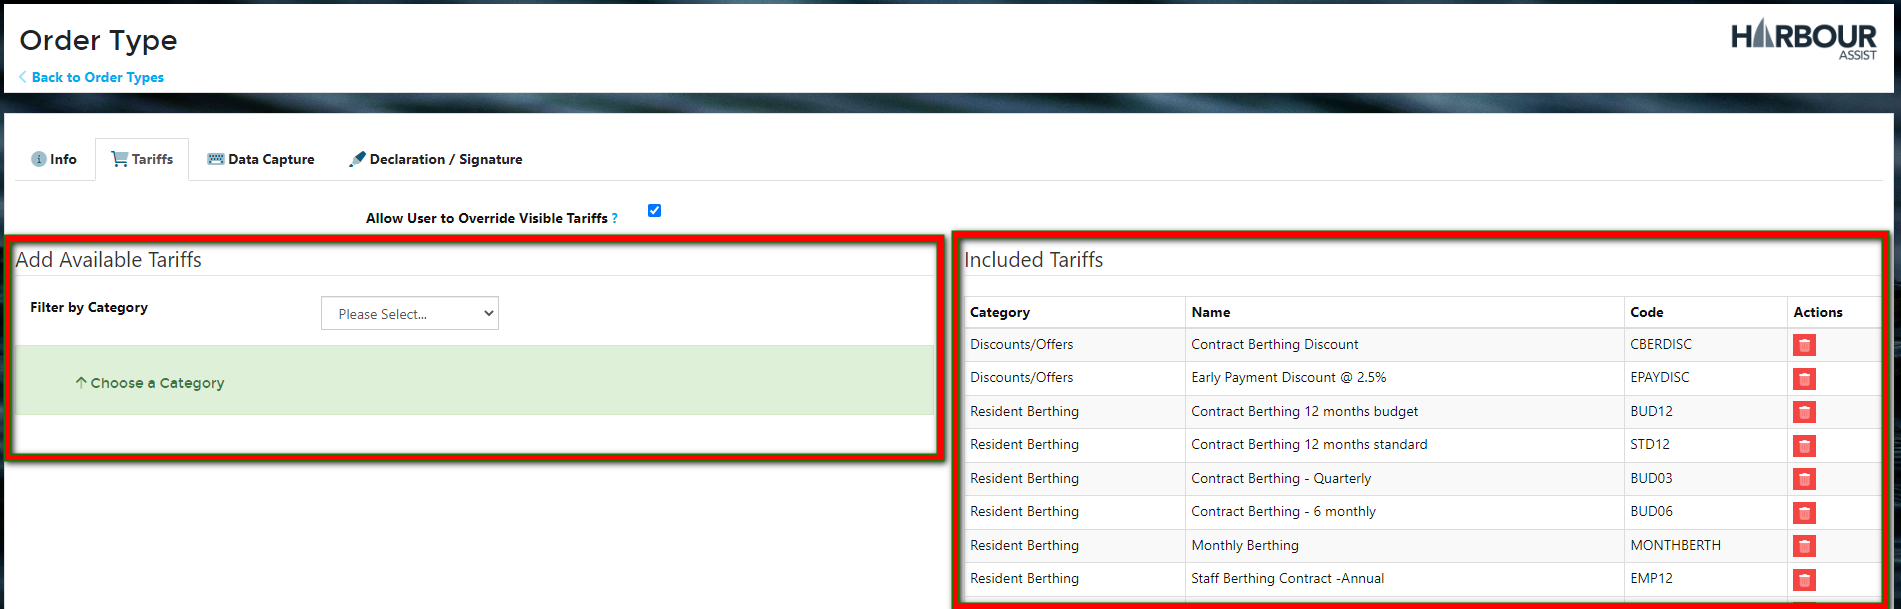 Order Type
HARBOUR
ASSIST
Back to Order Types
Info
Tariffs
Data Capture
Declaration / Signature
Allow User to Override Visible Tariffs ?
Add Available Tariffs
Filter by Category
Please Select...
Choose a Category
Included Tariffs
Category Name Code Actions
Discounts/Offers Contract Berthing Discount CBERDISC
Discounts/Offers Early Payment Discount @ 2.5% EPAYDISC
Resident Berthing Contract Berthing 12 months budget BUD12
Resident Berthing Contract Berthing 12 months standard STD12
Resident Berthing Contract Berthing - Quarterly BUD03
Resident Berthing Contract Berthing - 6 monthly BUD06
Resident Berthing Monthly Berthing MONTHBERTH
Resident Berthing Staff Berthing Contract -Annual EMP12